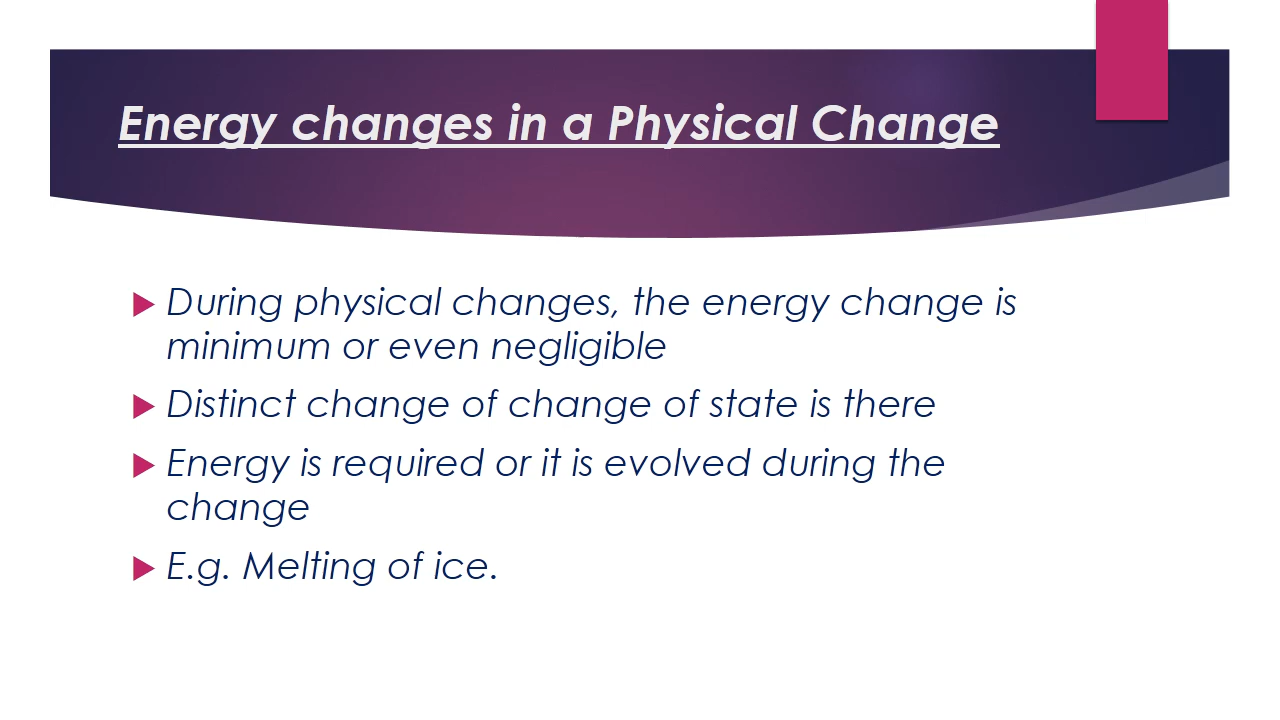 Energy changes in a Physical Change
During physical changes, the energy change is
minimum or even negligible
Distinct change of change of state is there
Energy is required or it is evolved during the
change
E.g. Melting of ice.